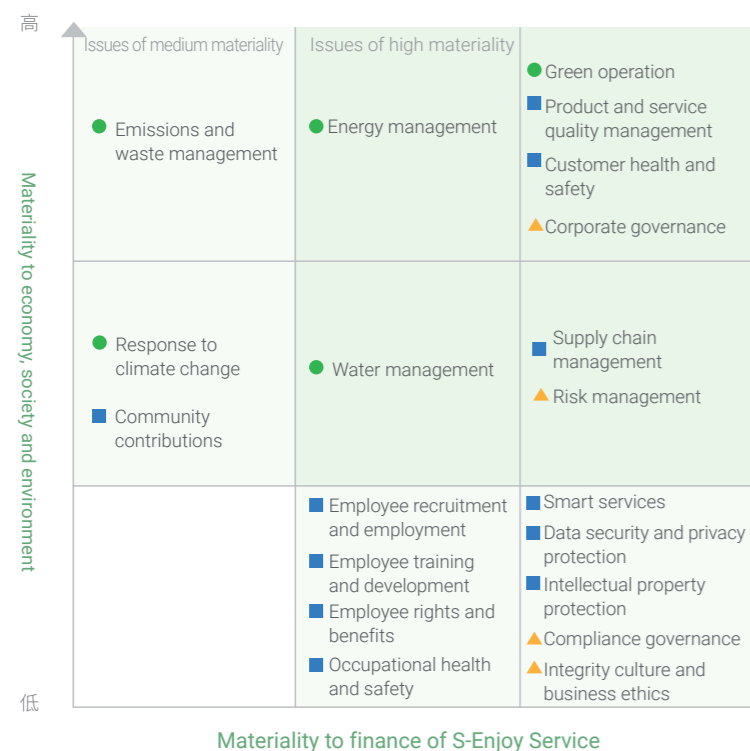 高
Issues of medium materiality
Issues of high materiality
Emissions and
waste management
Energy management
Green operation
Product and service
quality management
Customer health and
safety
Corporate governance
Materiality to economy, society and environment
Response to
climate change
Community
contributions
Water management
Supply chain
management
Risk management
Employee recruitment
and employment
Employee training
and development
Employee rights and
benefits
Occupational health
and safety
Smart services
Data security and privacy
protection
Intellectual property
protection
Compliance governance
Integrity culture and
business ethics
低
Materiality to finance of S-Enjoy Service